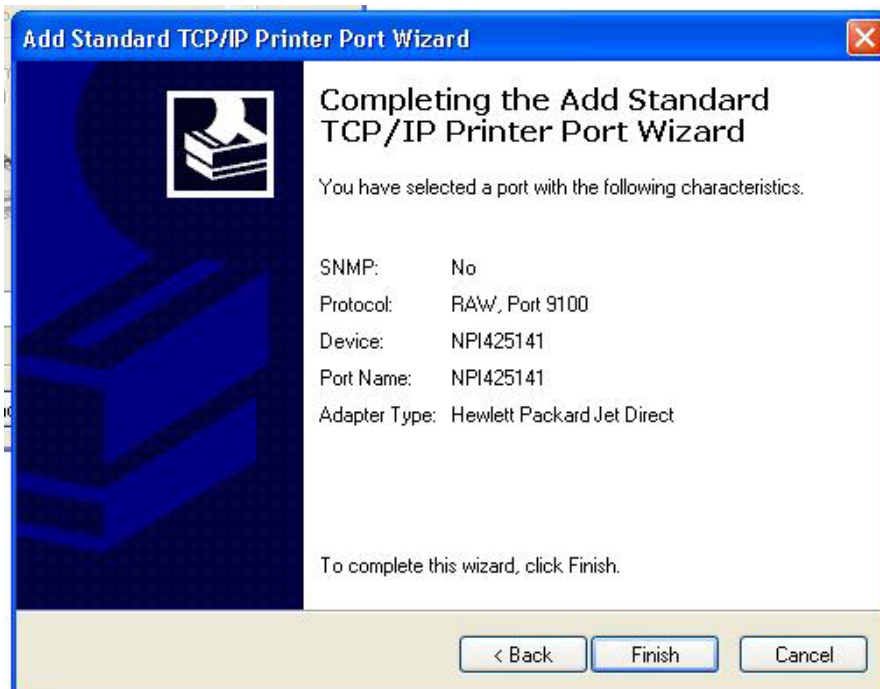 Add Standard TCP/IP Printer Port Wizard
Completing the Add Standard
TCP/IP Printer Port Wizard
You have selected a port with the following characteristics.
SNMP: No
Protocol: RAW, Port 9100
Device: NPI425141
Port Name: NPI425141
Adapter Type: Hewlett Packard Jet Direct
To complete this wizard, click Finish.
< Back Finish Cancel